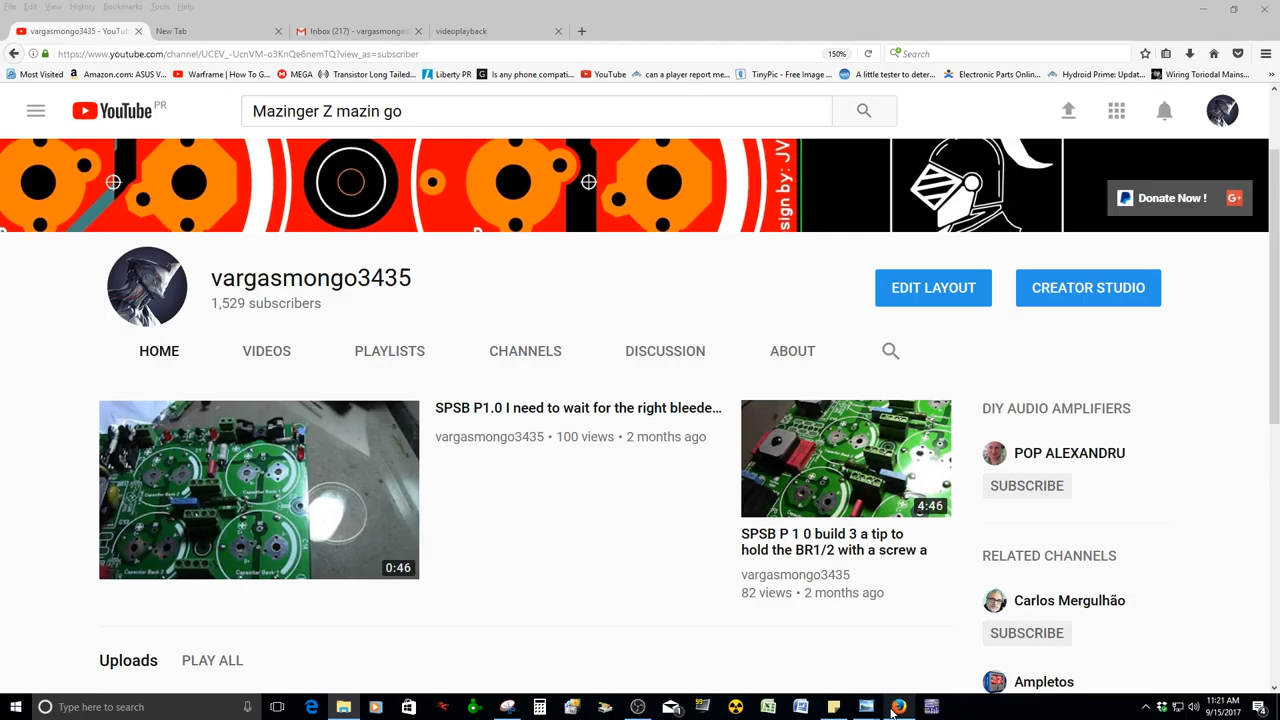 File Edit View History Bookmarks Tools Help
vargasmongo3435 - YouTu
New Tab
Inbox (217) - vargasmongo
videoplayback
https://www.youtube.com/channel/UCEV_-UcnVM-o3KnQe6nemTQ?view_as=subscriber
150%
Search
Most Visited
Amazon.com: ASUS V...
Warframe | How To G...
MEGA
Transistor Long Tailed...
Liberty PR
Is any phone compati...
YouTube
can a player report me...
TinyPic - Free Image ...
A little tester to deter...
Electronic Parts Onlin...
Hydroid Prime: Updat...
Wiring Toriodal Mains...
YouTube PR
Mazinger Z mazin go
sign by: JV
Donate Now !
G+
vargasmongo3435
1,529 subscribers
EDIT LAYOUT
CREATOR STUDIO
HOME
VIDEOS
PLAYLISTS
CHANNELS
DISCUSSION
ABOUT
0:46
SPSB P1.0 I need to wait for the right bleede...
vargasmongo3435 • 100 views • 2 months ago
4:46
SPSB P 1 0 build 3 a tip to
hold the BR1/2 with a screw a
vargasmongo3435
82 views • 2 months ago
DIY AUDIO AMPLIFIERS
POP ALEXANDRU
SUBSCRIBE
RELATED CHANNELS
Carlos Mergulhão
SUBSCRIBE
Ampletos
Uploads
PLAY ALL
Type here to search
11:21 AM
9/15/2017